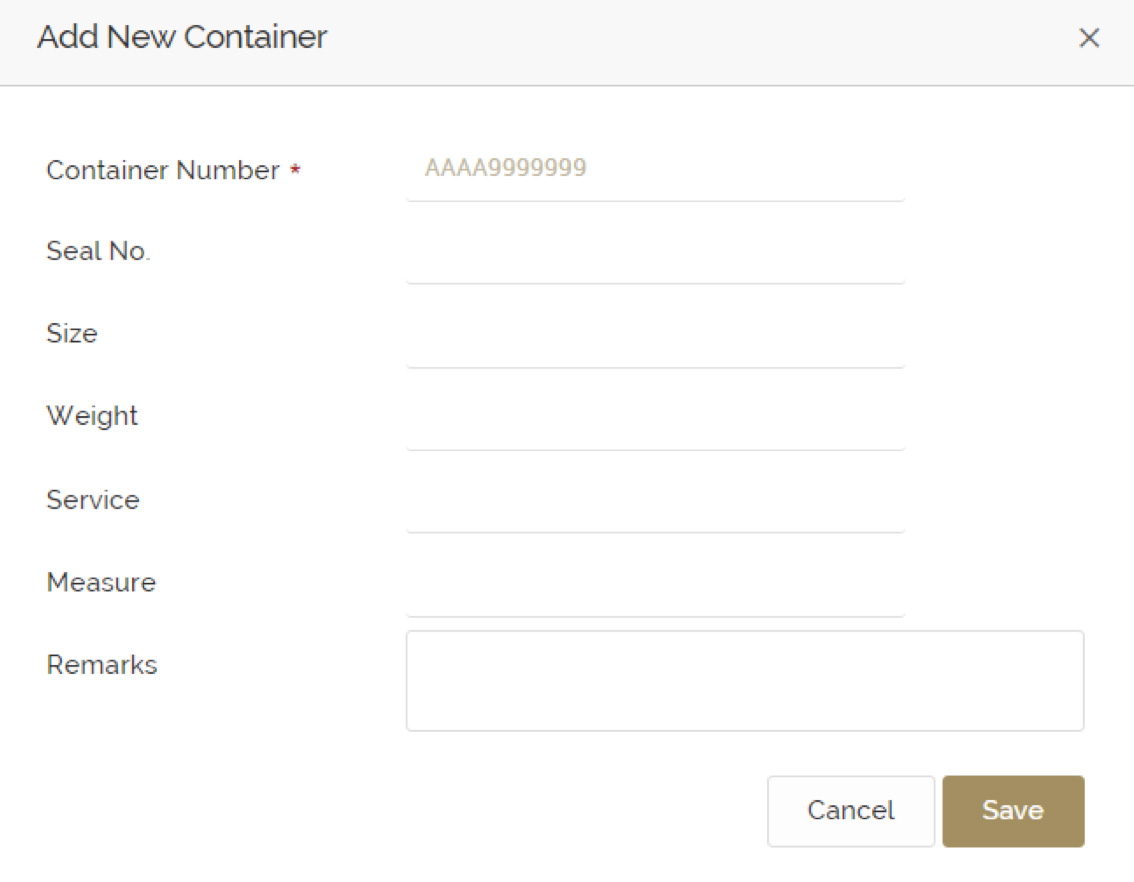 Add New Container
Container Number *
AAAA9999999
Seal No.
Size
Weight
Service
Measure
Remarks
Cancel
Save